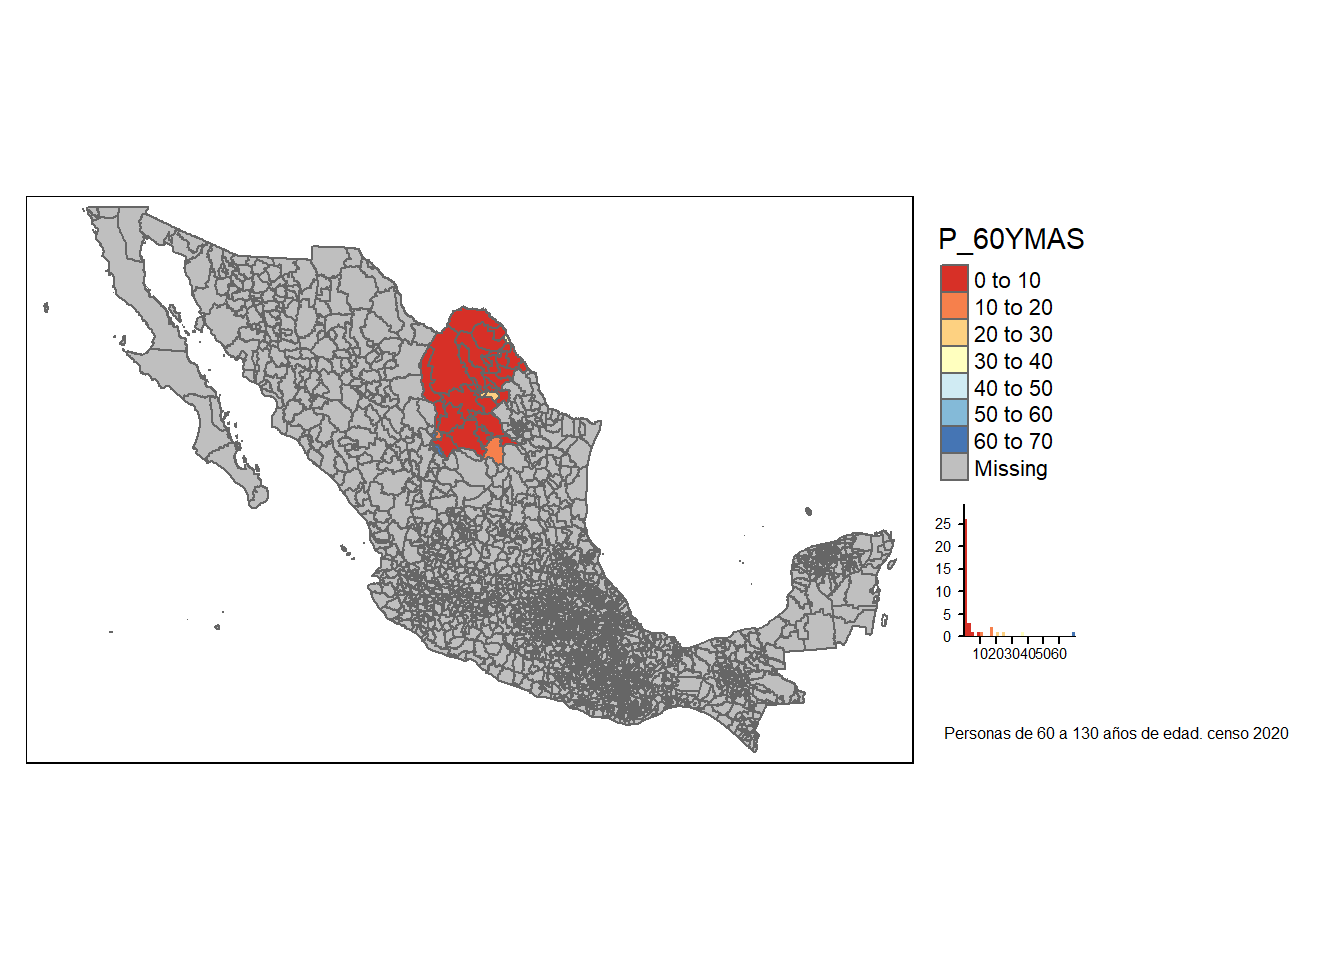 P_60YMAS
0 to 10
10 to 20
20 to 30
30 to 40
40 to 50
50 to 60
60 to 70
Missing
25
20
15
10
5
0
102030405060
Personas de 60 a 130 años de edad. censo 2020